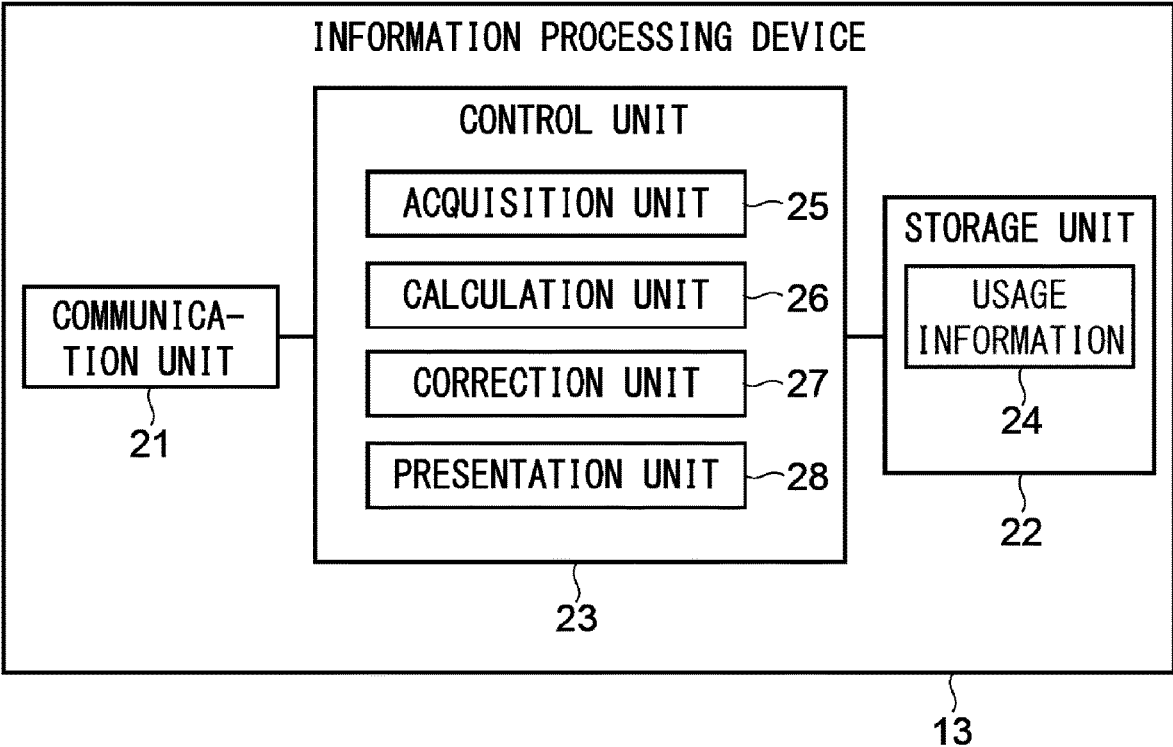 INFORMATION PROCESSING DEVICE
CONTROL UNIT
ACQUISITION UNIT
25
CALCULATION UNIT
26
CORRECTION UNIT
27
PRESENTATION UNIT
28
23
COMMUNICA-
TION UNIT
21
STORAGE UNIT
USAGE
INFORMATION
24
22
13